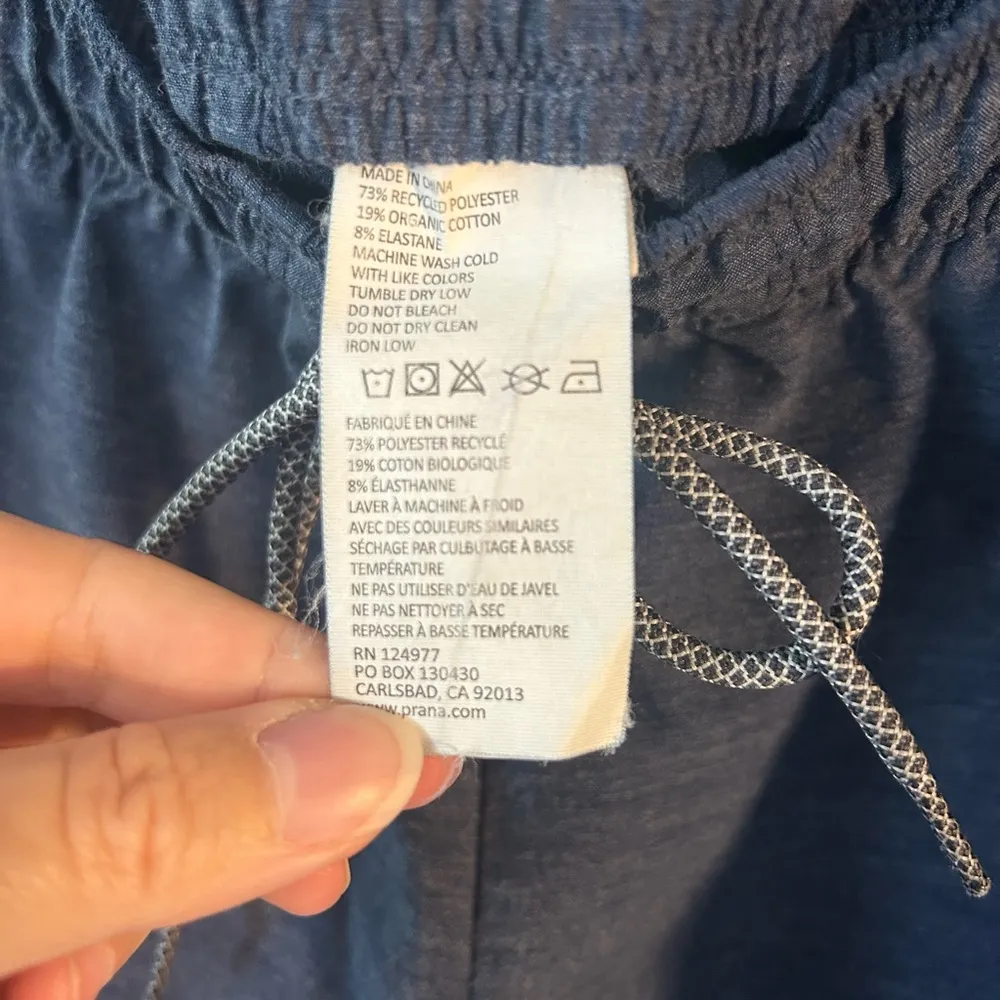 MADE IN CHINA
73% RECYCLED POLYESTER
19% ORGANIC COTTON
8% ELASTANE
MACHINE WASH COLD
WITH LIKE COLORS
TUMBLE DRY LOW
DO NOT BLEACH
DO NOT DRY CLEAN
IRON LOW
FABRIQUÉ EN CHINE
73% POLYESTER RECYCLÉ
19% COTON BIOLOGIQUE
8% ÉLASTHANNE
LAVER À MACHINE À FROID
AVEC DES COULEURS SIMILAIRES
SÉCHAGE PAR CULBUTAGE À BASSE
TEMPÉRATURE
NE PAS UTILISER D'EAU DE JAVEL
NE PAS NETTOYER À SEC
REPASSER À BASSE TEMPÉRATURE
RN 124977
PO BOX 130430
CARLSBAD, CA 92013
www.prana.com